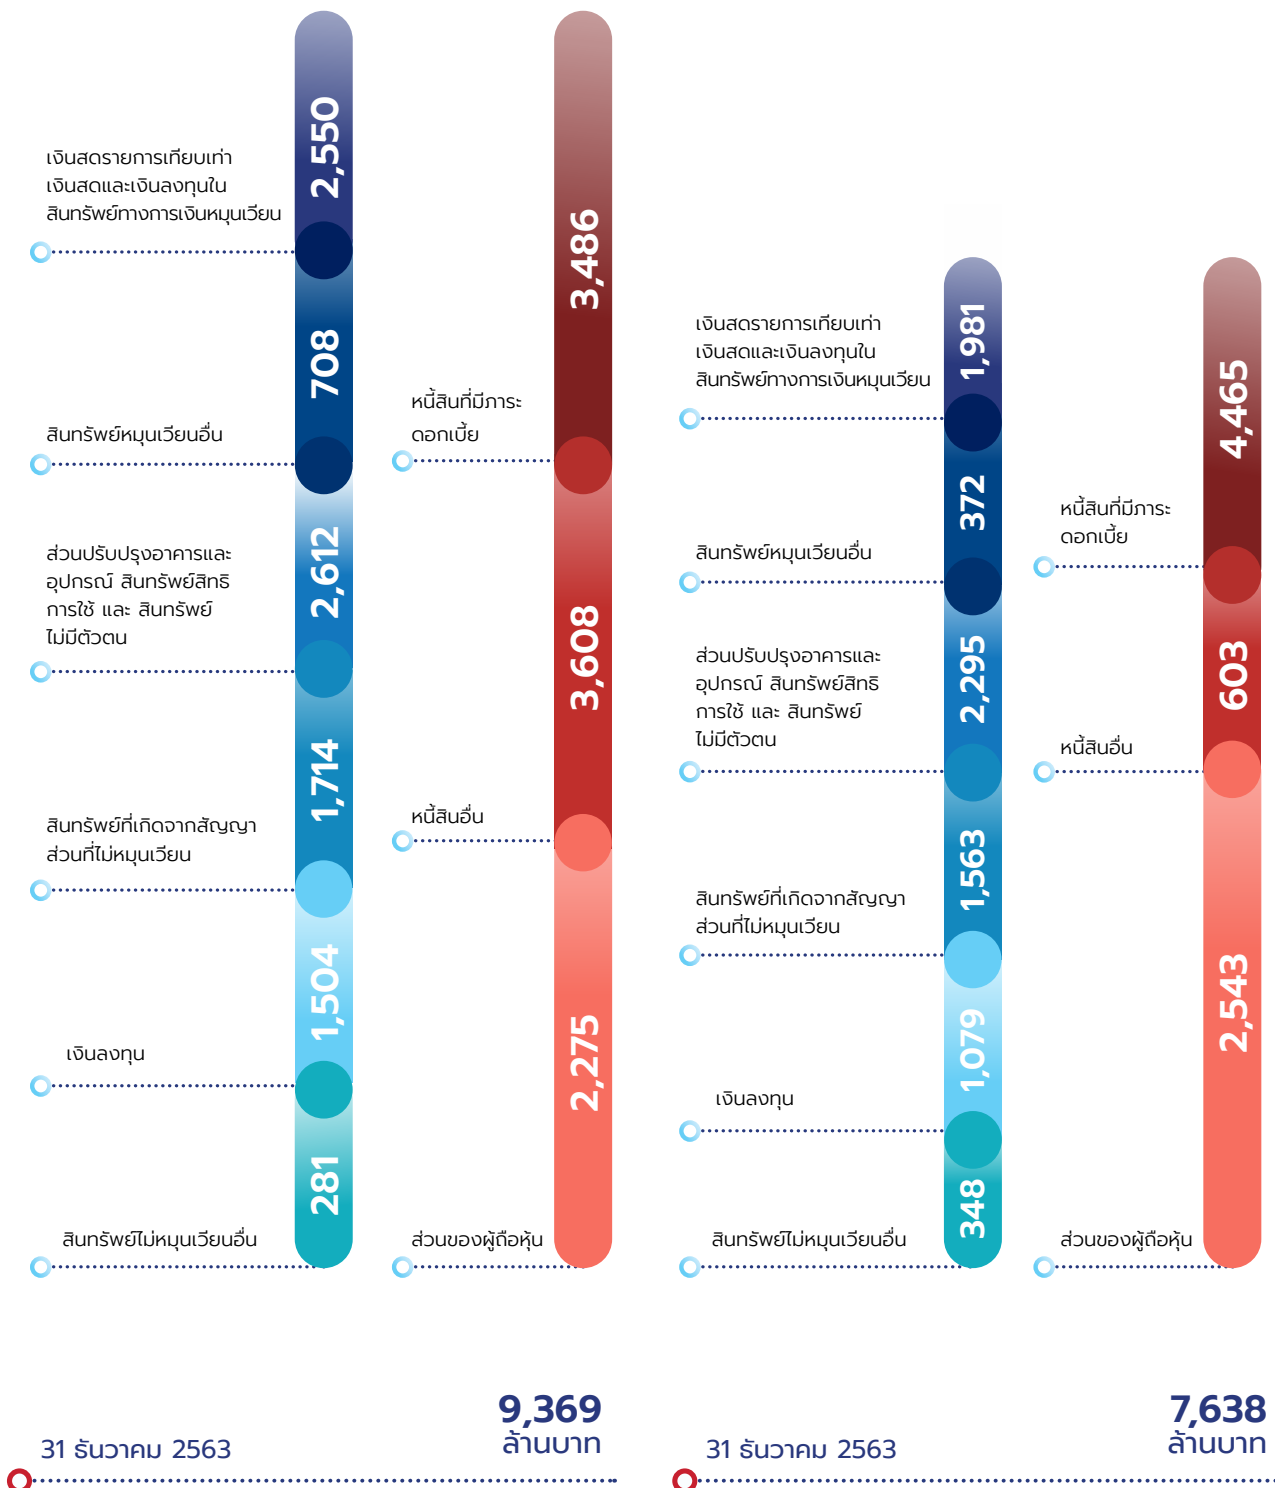 2,550
เงินสดรายการเทียบเท่า
เงินสดและเงินลงทุนใน
สินทรัพย์ทางการเงินหมุนเวียน
708
สินทรัพย์หมุนเวียนอื่น
2,612
ส่วนปรับปรุงอาคารและ
อุปกรณ์ สินทรัพย์สิทธิ
การใช้ และ สินทรัพย์
ไม่มีตัวตน
1,714
สินทรัพย์ที่เกิดจากสัญญา
ส่วนที่ไม่หมุนเวียน
1,504
เงินลงทุน
281
สินทรัพย์ไม่หมุนเวียนอื่น
3,486
หนี้สินที่มีภาระ
ดอกเบี้ย
3,608
หนี้สินอื่น
2,275
ส่วนของผู้ถือหุ้น
9,369
ล้านบาท
31 ธันวาคม 2563
1,981
เงินสดรายการเทียบเท่า
เงินสดและเงินลงทุนใน
สินทรัพย์ทางการเงินหมุนเวียน
372
สินทรัพย์หมุนเวียนอื่น
2,295
ส่วนปรับปรุงอาคารและ
อุปกรณ์ สินทรัพย์สิทธิ
การใช้ และ สินทรัพย์
ไม่มีตัวตน
1,563
สินทรัพย์ที่เกิดจากสัญญา
ส่วนที่ไม่หมุนเวียน
1,079
เงินลงทุน
348
สินทรัพย์ไม่หมุนเวียนอื่น
4,465
หนี้สินที่มีภาระ
ดอกเบี้ย
603
หนี้สินอื่น
2,543
ส่วนของผู้ถือหุ้น
7,638
ล้านบาท
31 ธันวาคม 2563